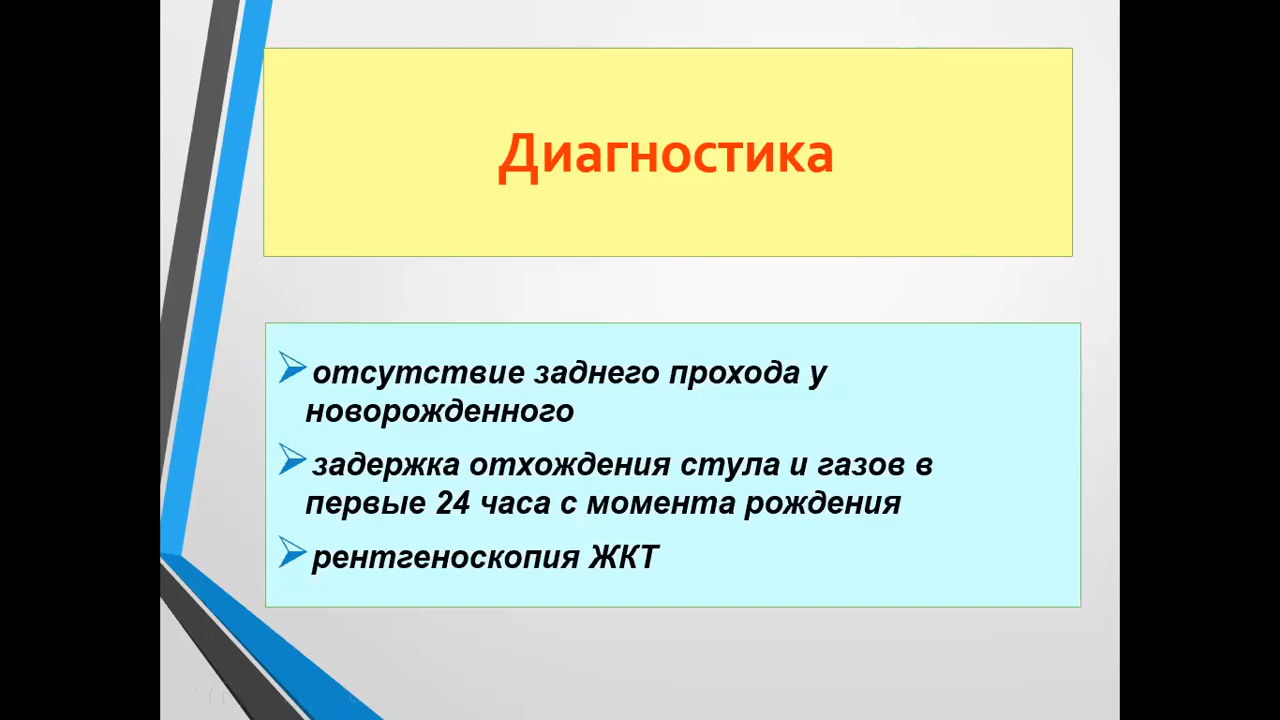 Диагностика
отсутствие заднего прохода у
новорожденного
задержка отхождения стула и газов в
первые 24 часа с момента рождения
рентгеноскопия ЖКТ